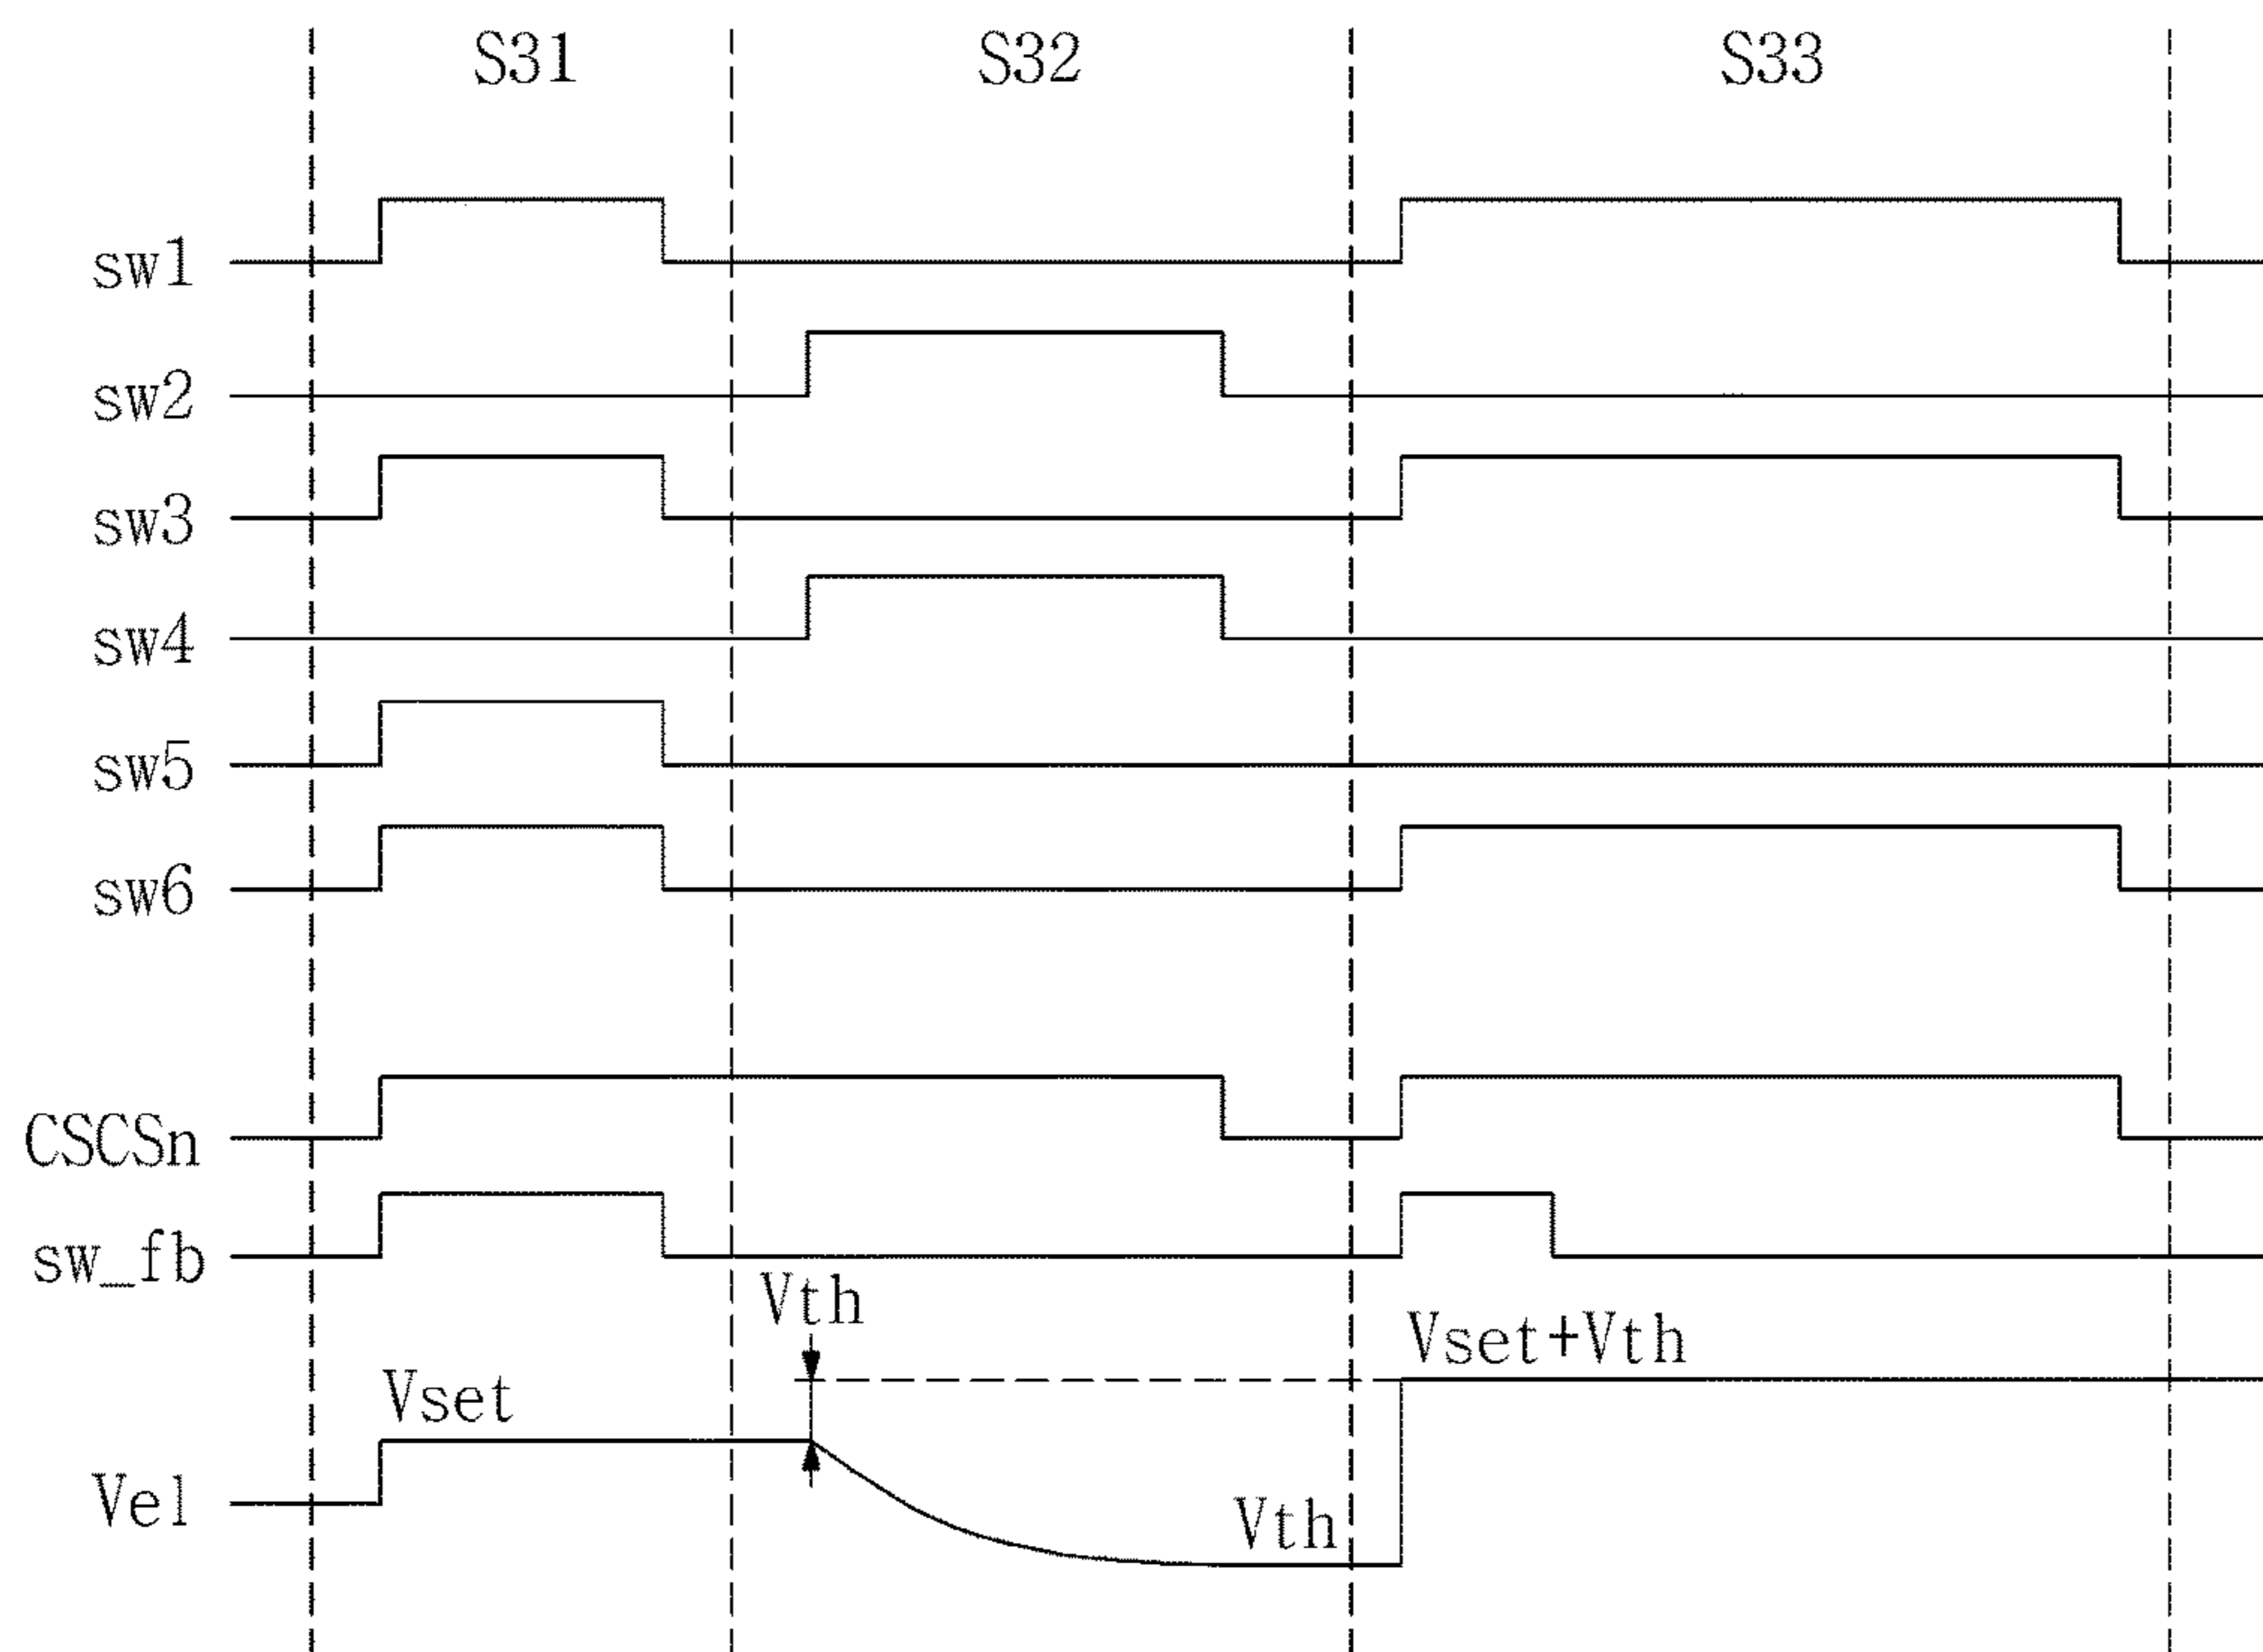 S31 S32 S33
sw1
sw2
sw3
sw4
sw5
sw6
CSCSn
sw_fb
Vth
Vset+Vth
Vset
Vel
Vth